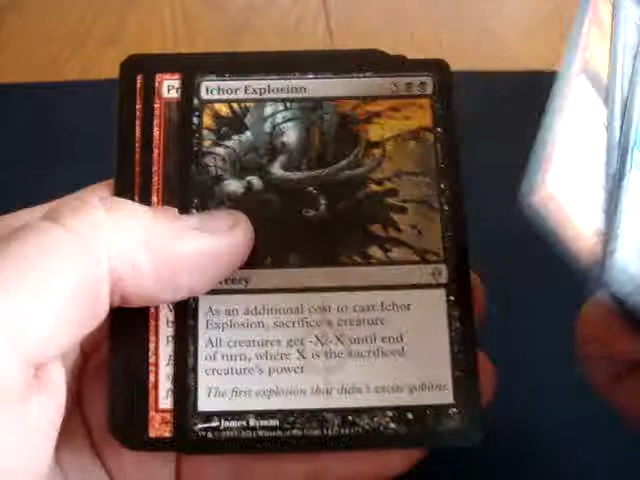 Pr
Ichor Explosion
As an additional cost to cast Ichor
Explosion, sacrifice a creature
All creatures get -X/-X until end
of turn, where X is the sacrificed
creature's power
The first explosion that didn't excite goblins.
James Ryman